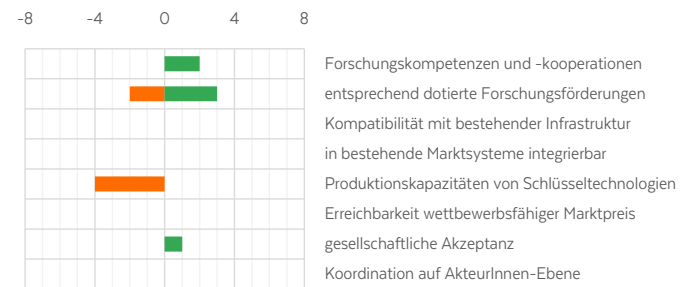 -8 -4 0 4 8
Forschungskompetenzen und -kooperationen
entsprechend dotierte Forschungsförderungen
Kompatibilität mit bestehender Infrastruktur
in bestehende Marktsysteme integrierbar
Produktionskapazitäten von Schlüsseltechnologien
Erreichbarkeit wettbewerbsfähiger Marktpreis
gesellschaftliche Akzeptanz
Koordination auf AkteurInnen-Ebene